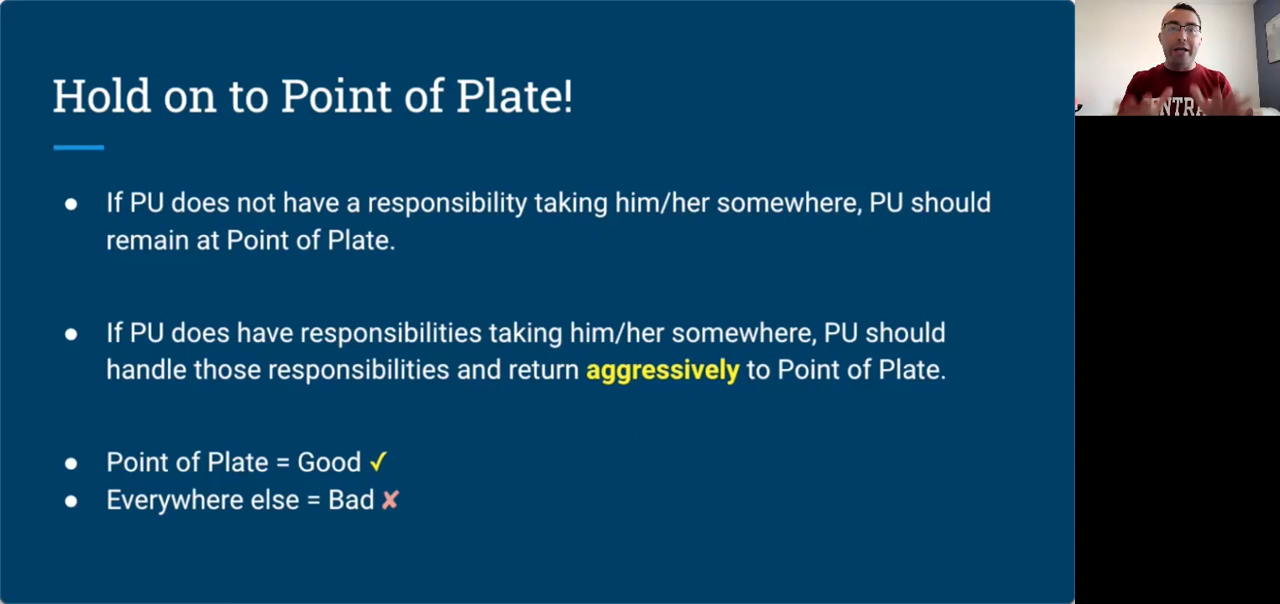 Hold on to Point of Plate!
● If PU does not have a responsibility taking him/her somewhere, PU should
remain at Point of Plate.
● If PU does have responsibilities taking him/her somewhere, PU should
handle those responsibilities and return aggressively to Point of Plate.
● Point of Plate = Good ✓
● Everywhere else = Bad ✘